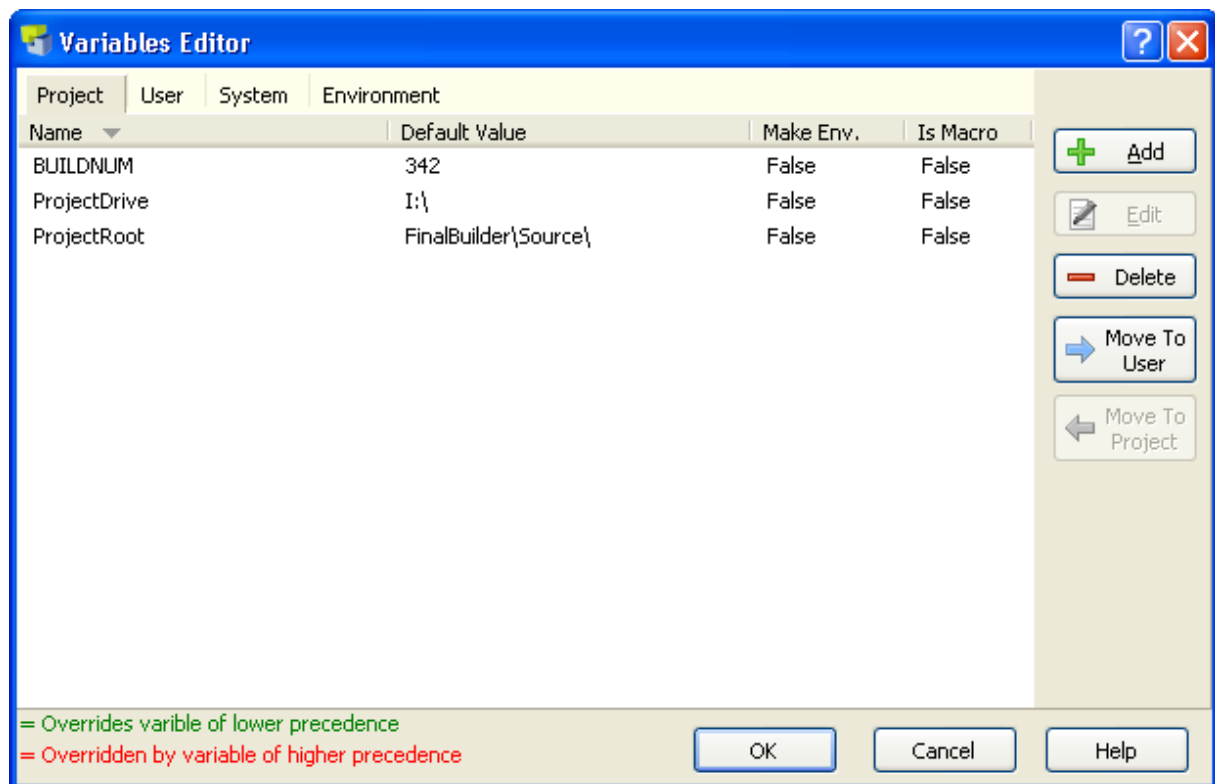 Variables Editor
Project User System Environment
Name Default Value Make Env. Is Macro
BUILDNUM 342 False False
ProjectDrive I:\ False False
ProjectRoot FinalBuilder\Source\ False False
Add
Edit
Delete
Move To
User
Move To
Project
= Overrides varible of lower precedence
= Overridden by variable of higher precedence
OK Cancel Help